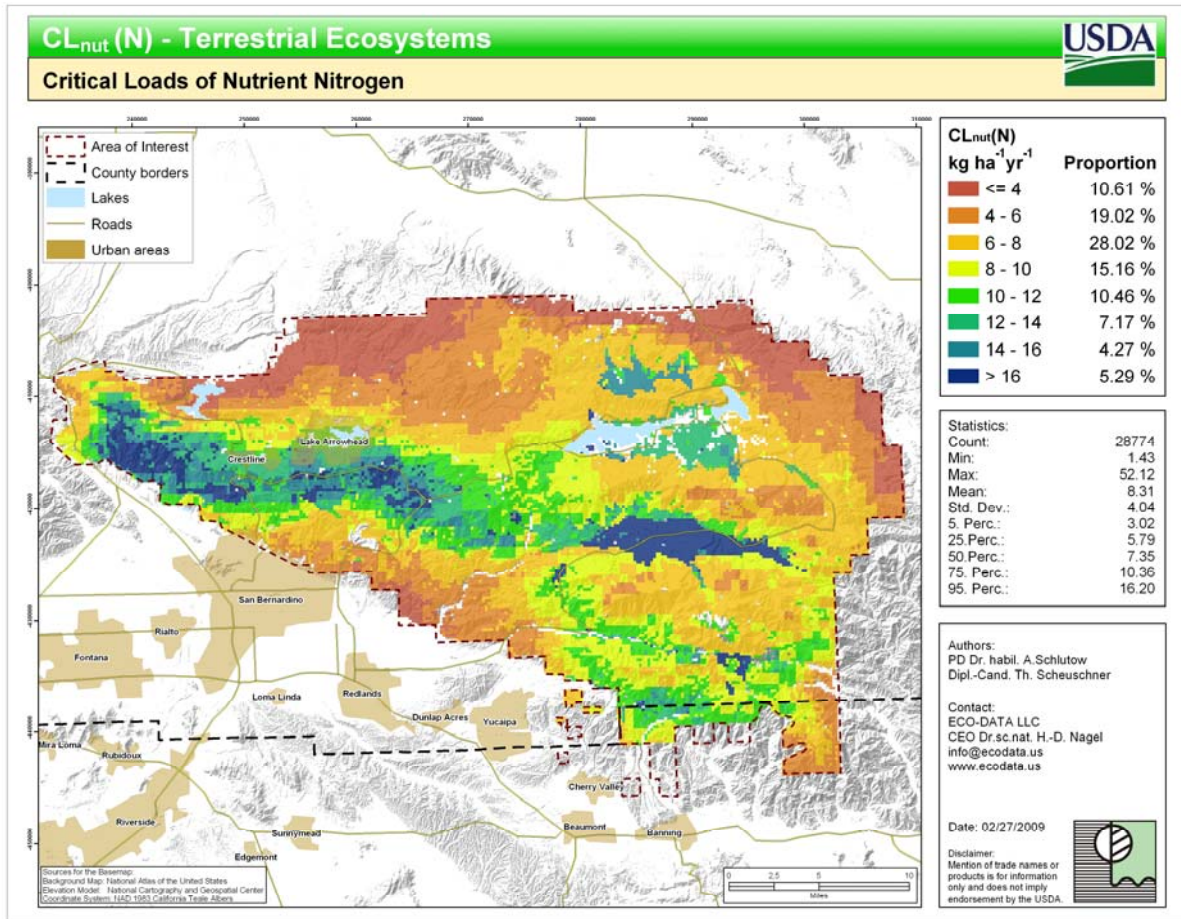 CLnut (N) - Terrestrial Ecosystems
USDA
Critical Loads of Nutrient Nitrogen
240000 250000 260000 270000 280000 290000 300000 310000
Area of Interest
County borders
Lakes
Roads
Urban areas
Lake Arrowhead
Crestline
San Bernardino
Rialto
Fontana
Loma Linda
Redlands
Dunlap Acres
Yucaipa
Mira Loma
Rubidoux
Cherry Valley
Riverside
Sunnymead
Beaumont
Banning
Edgemont
Sources for the Basemap:
Background Map: National Atlas of the United States
Elevation Model: National Cartography and Geospatial Center
Coordinate System: NAD 1983 California Teale Albers
0 2.5 5 10
Miles
CLnut(N)
kg ha-1yr-1 Proportion
<= 4 10.61 %
4 - 6 19.02 %
6 - 8 28.02 %
8 - 10 15.16 %
10 - 12 10.46 %
12 - 14 7.17 %
14 - 16 4.27 %
> 16 5.29 %
Statistics:
Count: 28774
Min: 1.43
Max: 52.12
Mean: 8.31
Std. Dev.: 4.04
5. Perc.: 3.02
25.Perc.: 5.79
50.Perc.: 7.35
75. Perc.: 10.36
95. Perc.: 16.20
Authors:
PD Dr. habil. A.Schlutow
Dipl.-Cand. Th. Scheuschner
Contact:
ECO-DATA LLC
CEO Dr.sc.nat. H.-D. Nagel
info@ecodata.us
www.ecodata.us
Date: 02/27/2009
Disclaimer:
Mention of trade names or
products is for information
only and does not imply
endorsement by the USDA.